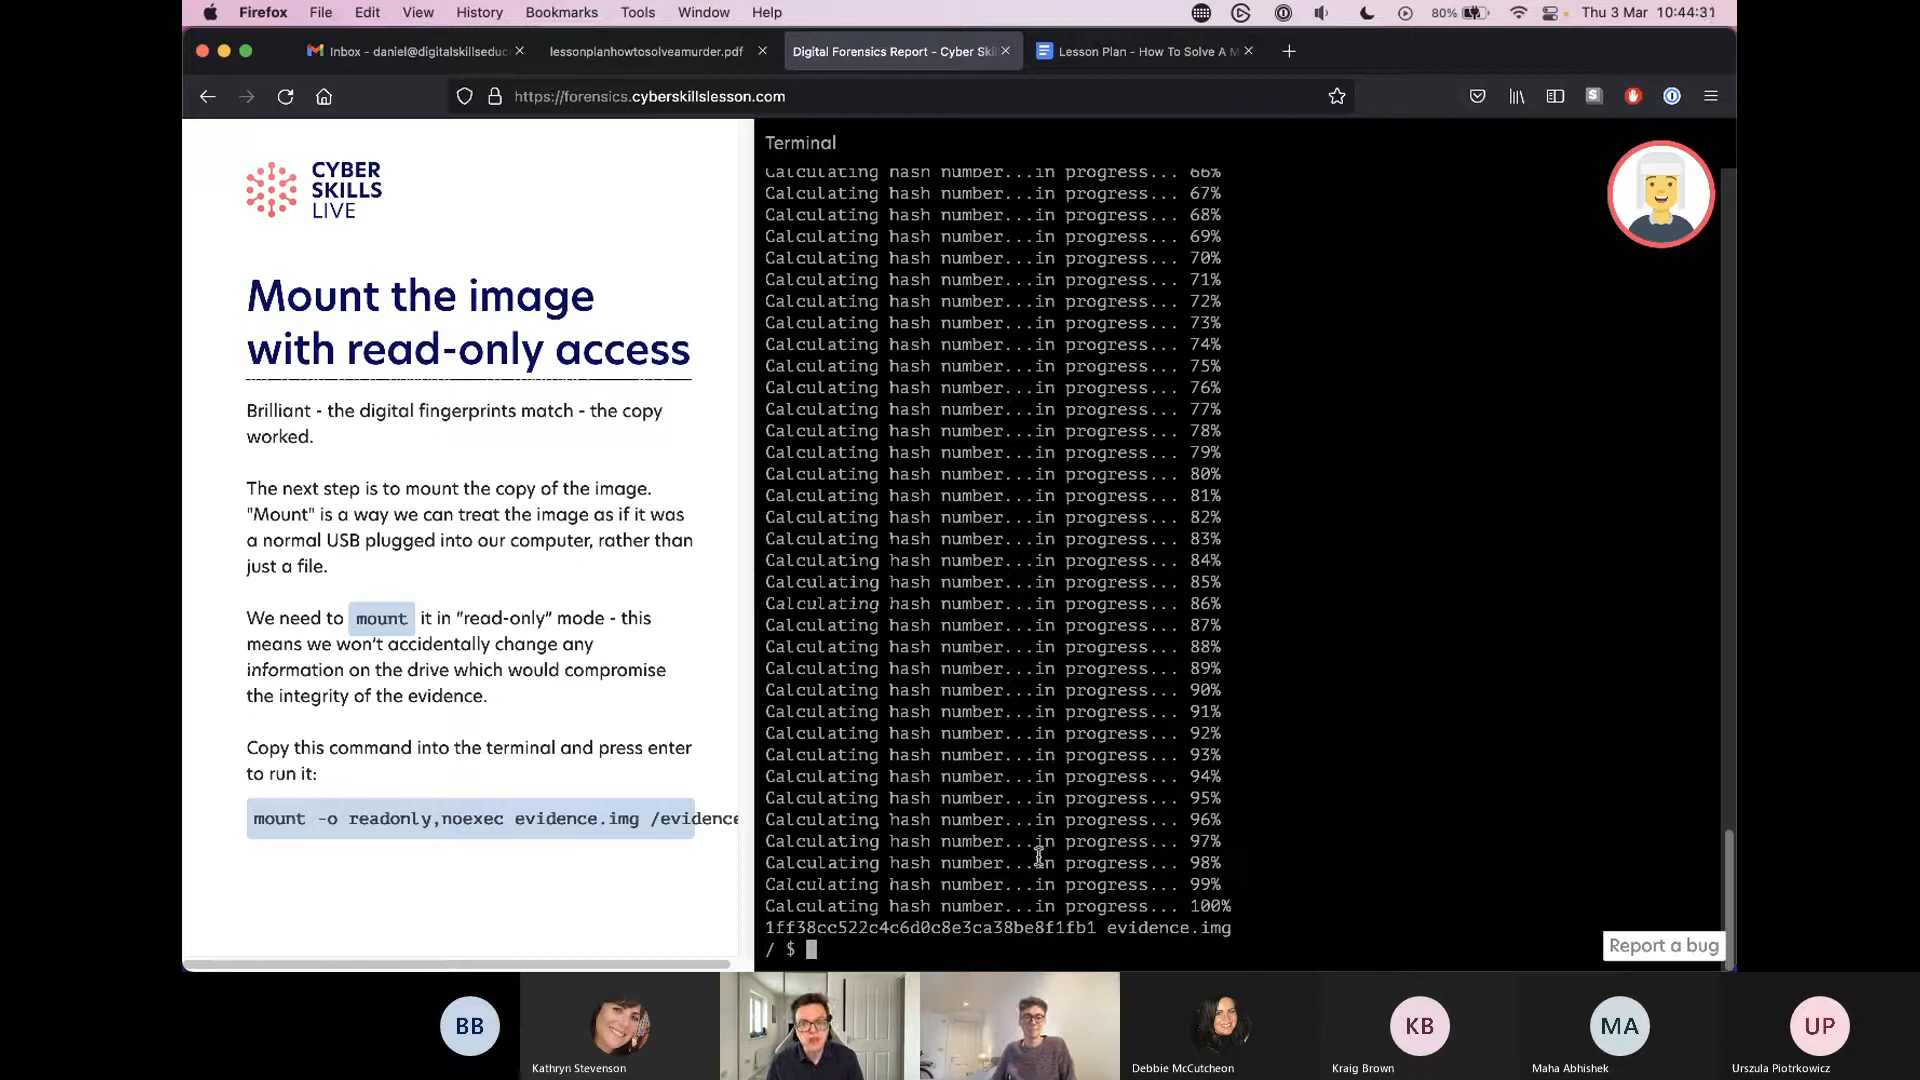 Firefox File Edit View History Bookmarks Tools Window Help 80% Thu 3 Mar 10:44:31
Inbox - daniel@digitalskillseduc
lessonplanhowtosolveamurder.pdf
Digital Forensics Report - Cyber Skil
Lesson Plan - How To Solve A M
https://forensics.cyberskillslesson.com
CYBER
SKILLS
LIVE
Mount the image
with read-only access
Brilliant - the digital fingerprints match - the copy
worked.
The next step is to mount the copy of the image.
"Mount" is a way we can treat the image as if it was
a normal USB plugged into our computer, rather than
just a file.
We need to mount it in “read-only” mode - this
means we won’t accidentally change any
information on the drive which would compromise
the integrity of the evidence.
Copy this command into the terminal and press enter
to run it:
mount -o readonly,noexec evidence.img /evidence
Terminal
Calculating hash number...in progress... 66%
Calculating hash number...in progress... 67%
Calculating hash number...in progress... 68%
Calculating hash number...in progress... 69%
Calculating hash number...in progress... 70%
Calculating hash number...in progress... 71%
Calculating hash number...in progress... 72%
Calculating hash number...in progress... 73%
Calculating hash number...in progress... 74%
Calculating hash number...in progress... 75%
Calculating hash number...in progress... 76%
Calculating hash number...in progress... 77%
Calculating hash number...in progress... 78%
Calculating hash number...in progress... 79%
Calculating hash number...in progress... 80%
Calculating hash number...in progress... 81%
Calculating hash number...in progress... 82%
Calculating hash number...in progress... 83%
Calculating hash number...in progress... 84%
Calculating hash number...in progress... 85%
Calculating hash number...in progress... 86%
Calculating hash number...in progress... 87%
Calculating hash number...in progress... 88%
Calculating hash number...in progress... 89%
Calculating hash number...in progress... 90%
Calculating hash number...in progress... 91%
Calculating hash number...in progress... 92%
Calculating hash number...in progress... 93%
Calculating hash number...in progress... 94%
Calculating hash number...in progress... 95%
Calculating hash number...in progress... 96%
Calculating hash number...in progress... 97%
Calculating hash number...in progress... 98%
Calculating hash number...in progress... 99%
Calculating hash number...in progress... 100%
1ff38cc522c4c6d0c8e3ca38be8f1fb1 evidence.img
/ $
Report a bug
BB
KB
MA
UP
Kathryn Stevenson
Debbie McCutcheon
Kraig Brown
Maha Abhishek
Urszula Piotrkowicz